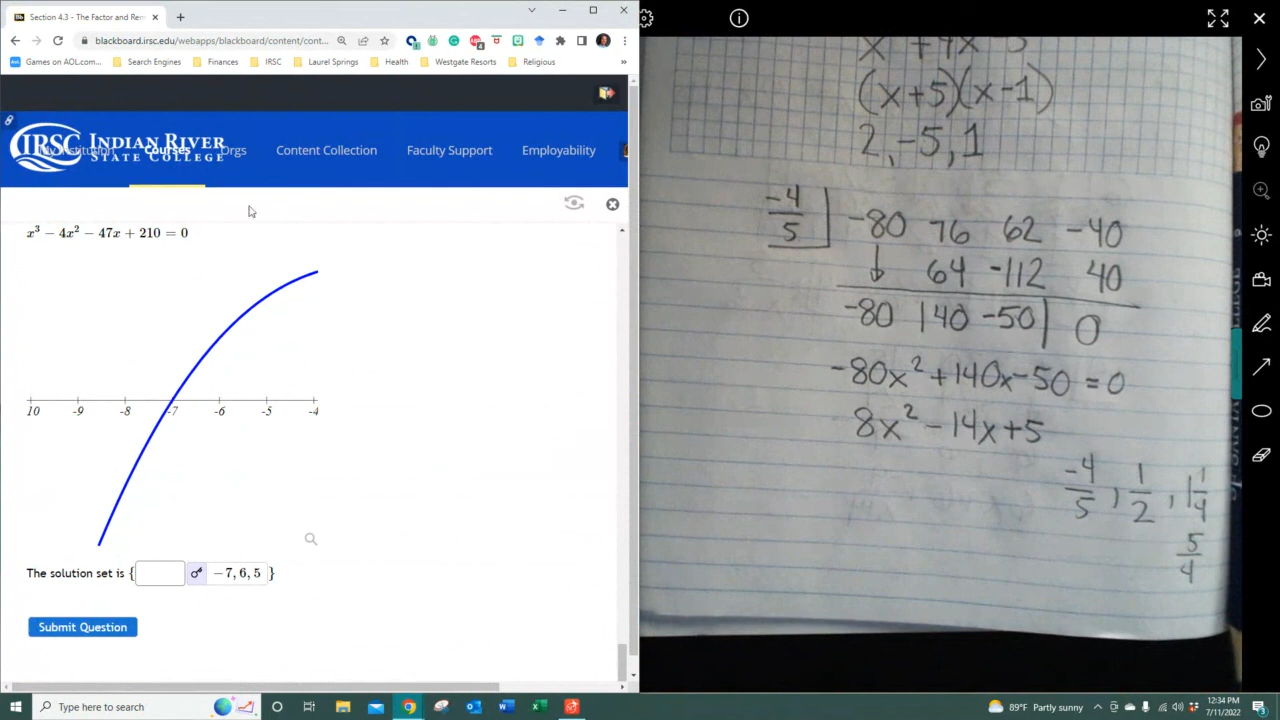 Section 4.3 - The Factor and Rem
blackboard.irsc.edu/webapps/blackboard/content/cont...
Games on AOL.com...
Search Engines
Finances
IRSC
Laurel Springs
Health
Westgate Resorts
Religious
»
IRSC INDIAN RIVER
STATE COLLEGE
My Institution
Courses
Orgs
Content Collection
Faculty Support
Employability
x³ − 4x² − 47x + 210 = 0
10 -9 -8 -7 -6 -5 -4
The solution set is { − 7, 6, 5 }
Submit Question
(x+5)(x-1)
2,-5,1
-4/5 | -80 76 62 -40
↓ 64 -112 40
-80 140 -50 | 0
-80x²+140x-50=0
8x²-14x+5
-4/5, 1/2, 1 1/4
5/4
Type here to search
89°F Partly sunny
12:34 PM
7/11/2022